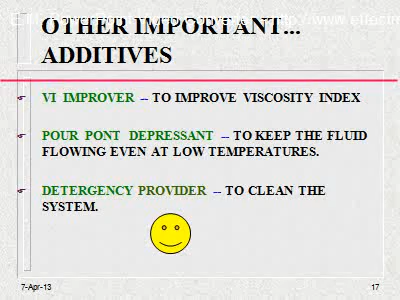 OTHER IMPORTANT...
ADDITIVES
VI IMPROVER -- TO IMPROVE VISCOSITY INDEX
POUR PONT DEPRESSANT -- TO KEEP THE FLUID
FLOWING EVEN AT LOW TEMPERATURES.
DETERGENCY PROVIDER -- TO CLEAN THE
SYSTEM.
7-Apr-13
17